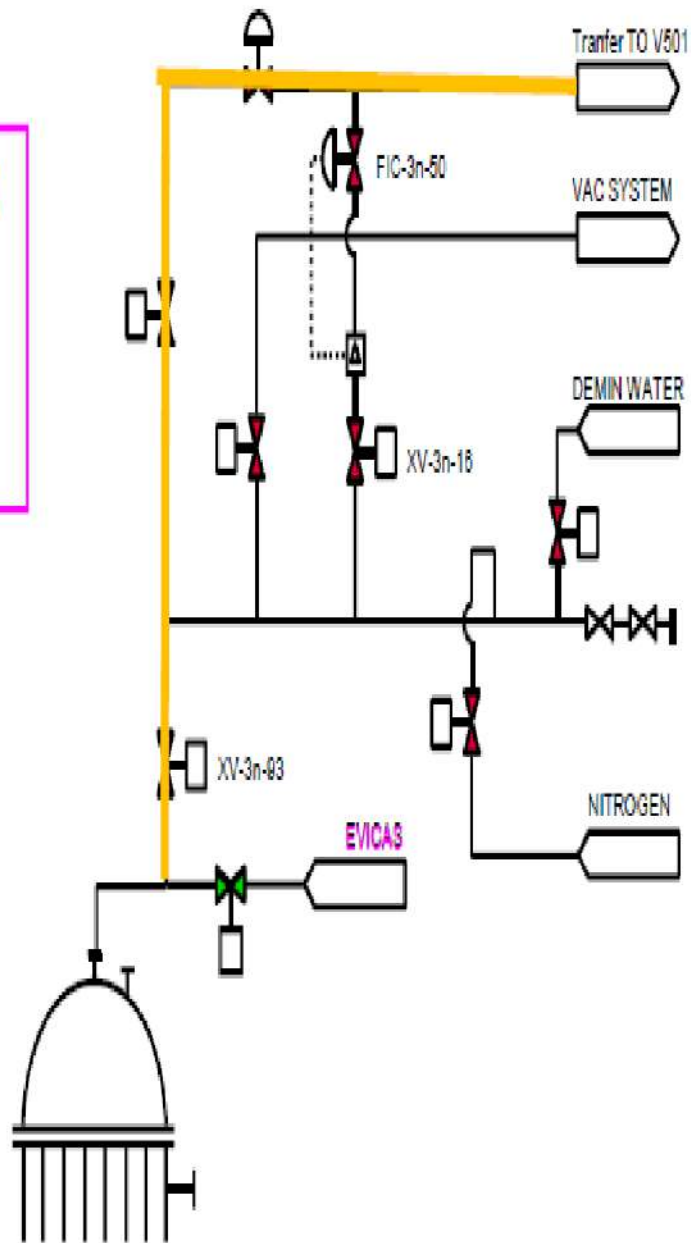 Tranfer TO V501
FIC-3n-50
VAC SYSTEM
DEMIN WATER
XV-3n-16
XV-3n-93
NITROGEN
EVICAS